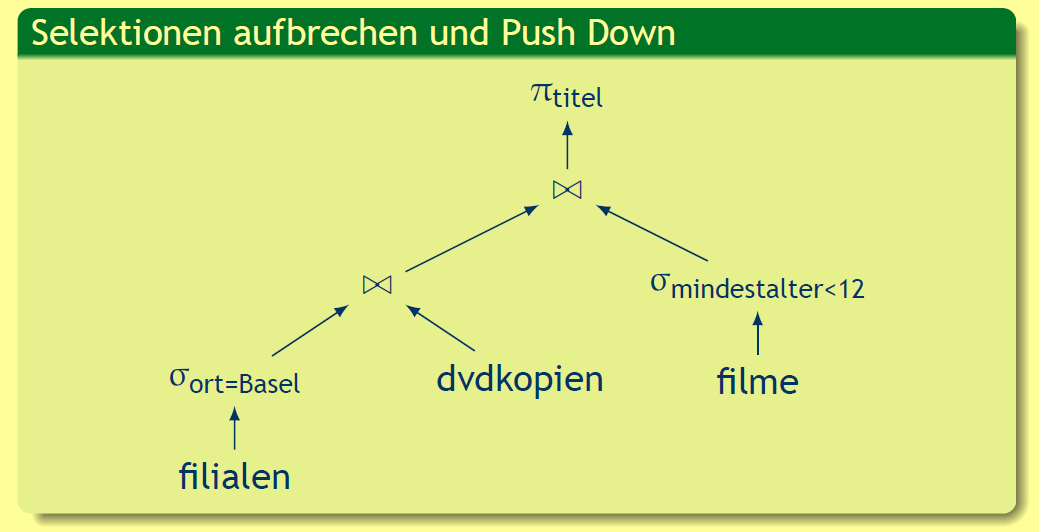 Selektionen aufbrechen und Push Down
πtitel
⋈
⋈
σmindestalter<12
σort=Basel
dvdkopien
filme
filialen